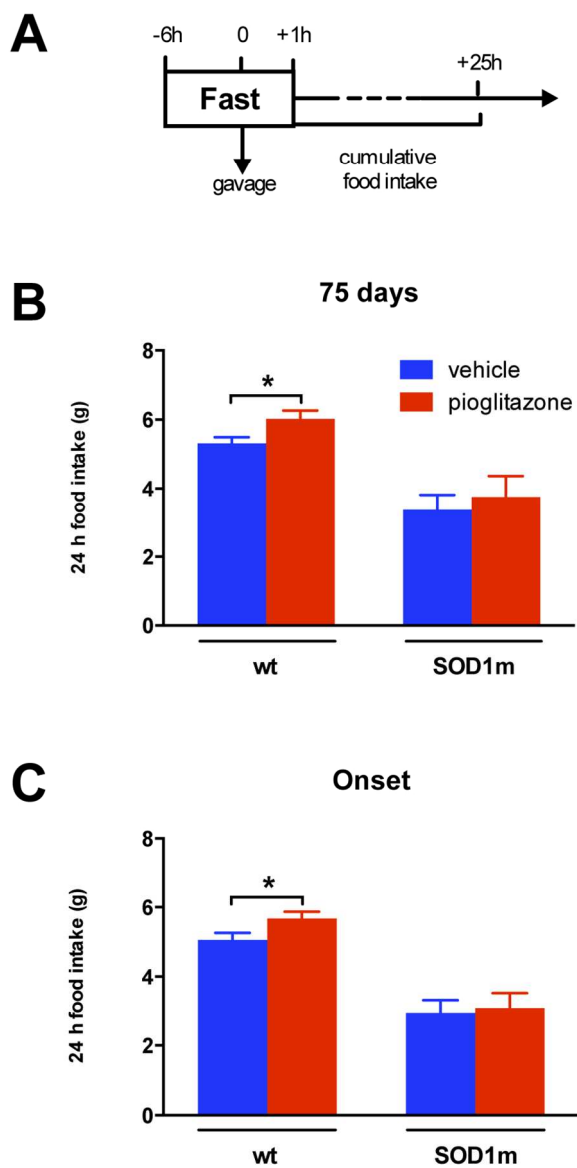 A
-6h 0 +1h
+25h
Fast
gavage
cumulative
food intake
B
75 days
24 h food intake (g)
8
6
4
2
0
*
vehicle
pioglitazone
wt SOD1m
C
Onset
24 h food intake (g)
8
6
4
2
0
*
wt SOD1m